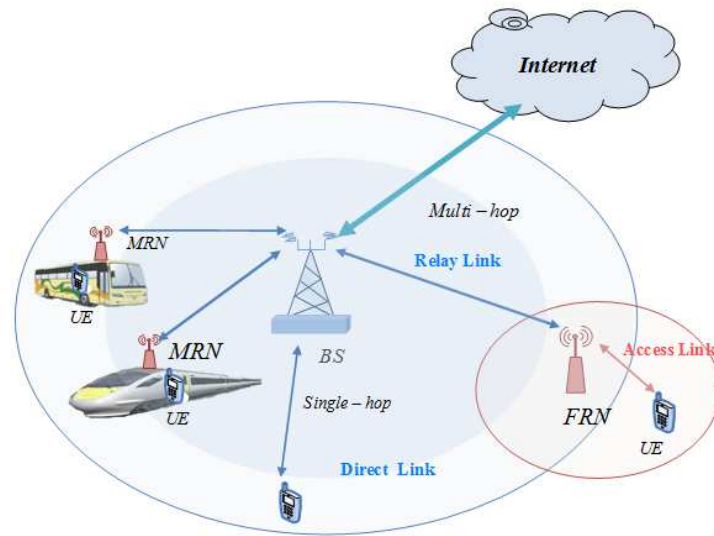 Internet
Multi – hop
MRN
Relay Link
UE
MRN
BS
Access Link
UE
Single – hop
FRN
UE
Direct Link